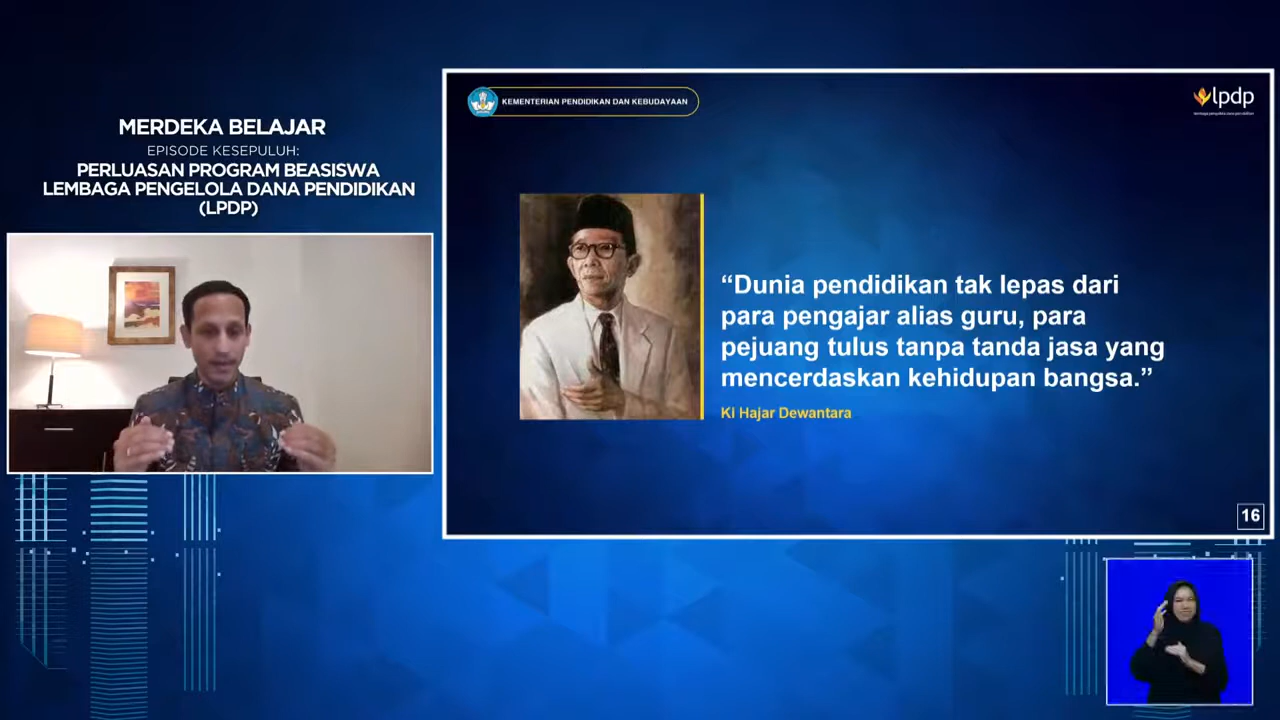 MERDEKA BELAJAR
EPISODE KESEPULUH:
PERLUASAN PROGRAM BEASISWA
LEMBAGA PENGELOLA DANA PENDIDIKAN
(LPDP)
KEMENTERIAN PENDIDIKAN DAN KEBUDAYAAN
lpdp
“Dunia pendidikan tak lepas dari
para pengajar alias guru, para
pejuang tulus tanpa tanda jasa yang
mencerdaskan kehidupan bangsa.”
KI Hajar Dewantara
16